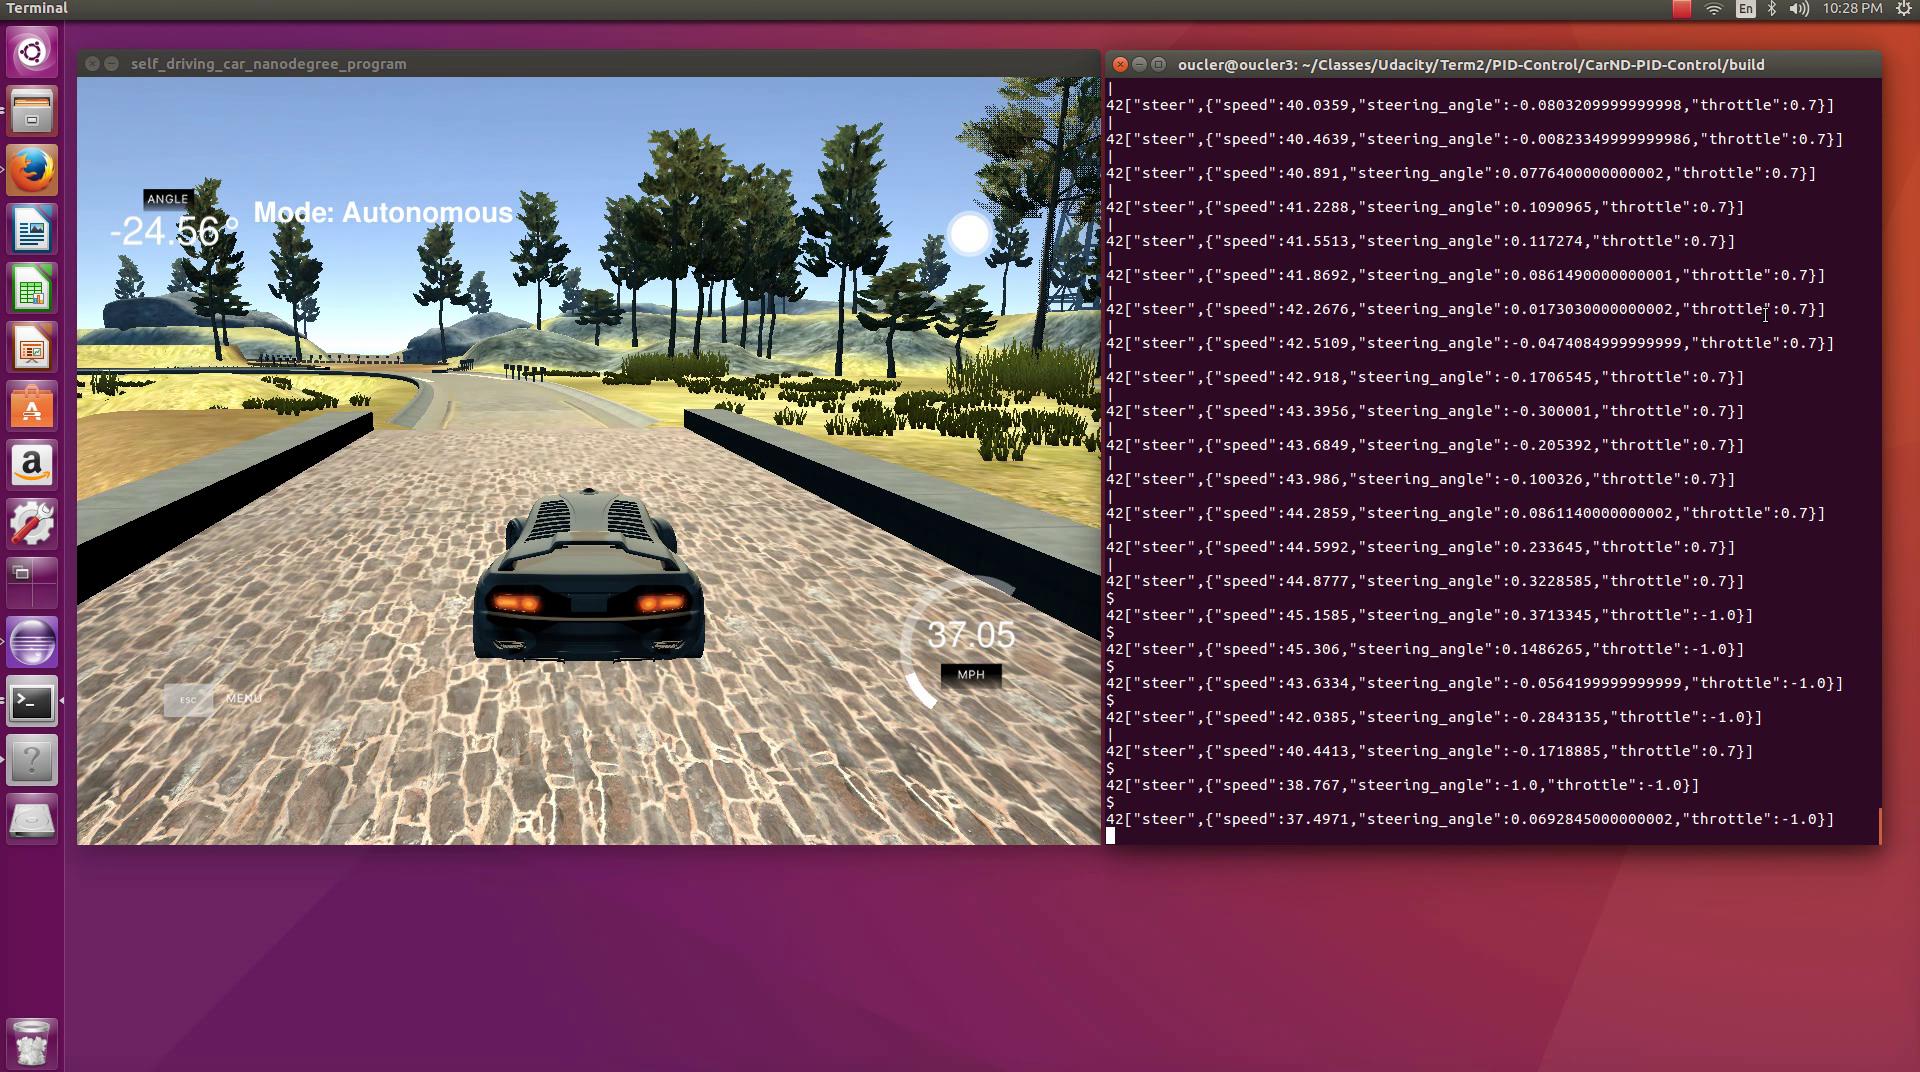 Terminal
En
10:28 PM
self_driving_car_nanodegree_program
ANGLE
-24.56°
Mode: Autonomous
37.05
MPH
ESC
MENU
oucler@oucler3: ~/Classes/Udacity/Term2/PID-Control/CarND-PID-Control/build
|
42["steer",{"speed":40.0359,"steering_angle":-0.0803209999999998,"throttle":0.7}]
|
42["steer",{"speed":40.4639,"steering_angle":-0.00823349999999986,"throttle":0.7}]
|
42["steer",{"speed":40.891,"steering_angle":0.0776400000000002,"throttle":0.7}]
|
42["steer",{"speed":41.2288,"steering_angle":0.1090965,"throttle":0.7}]
|
42["steer",{"speed":41.5513,"steering_angle":0.117274,"throttle":0.7}]
|
42["steer",{"speed":41.8692,"steering_angle":0.0861490000000001,"throttle":0.7}]
|
42["steer",{"speed":42.2676,"steering_angle":0.0173030000000002,"throttle":0.7}]
|
42["steer",{"speed":42.5109,"steering_angle":-0.0474084999999999,"throttle":0.7}]
|
42["steer",{"speed":42.918,"steering_angle":-0.1706545,"throttle":0.7}]
|
42["steer",{"speed":43.3956,"steering_angle":-0.300001,"throttle":0.7}]
|
42["steer",{"speed":43.6849,"steering_angle":-0.205392,"throttle":0.7}]
|
42["steer",{"speed":43.986,"steering_angle":-0.100326,"throttle":0.7}]
|
42["steer",{"speed":44.2859,"steering_angle":0.0861140000000002,"throttle":0.7}]
|
42["steer",{"speed":44.5992,"steering_angle":0.233645,"throttle":0.7}]
|
42["steer",{"speed":44.8777,"steering_angle":0.3228585,"throttle":0.7}]
$
42["steer",{"speed":45.1585,"steering_angle":0.3713345,"throttle":-1.0}]
$
42["steer",{"speed":45.306,"steering_angle":0.1486265,"throttle":-1.0}]
$
42["steer",{"speed":43.6334,"steering_angle":-0.0564199999999999,"throttle":-1.0}]
$
42["steer",{"speed":42.0385,"steering_angle":-0.2843135,"throttle":-1.0}]
|
42["steer",{"speed":40.4413,"steering_angle":-0.1718885,"throttle":0.7}]
$
42["steer",{"speed":38.767,"steering_angle":-1.0,"throttle":-1.0}]
$
42["steer",{"speed":37.4971,"steering_angle":0.0692845000000002,"throttle":-1.0}]